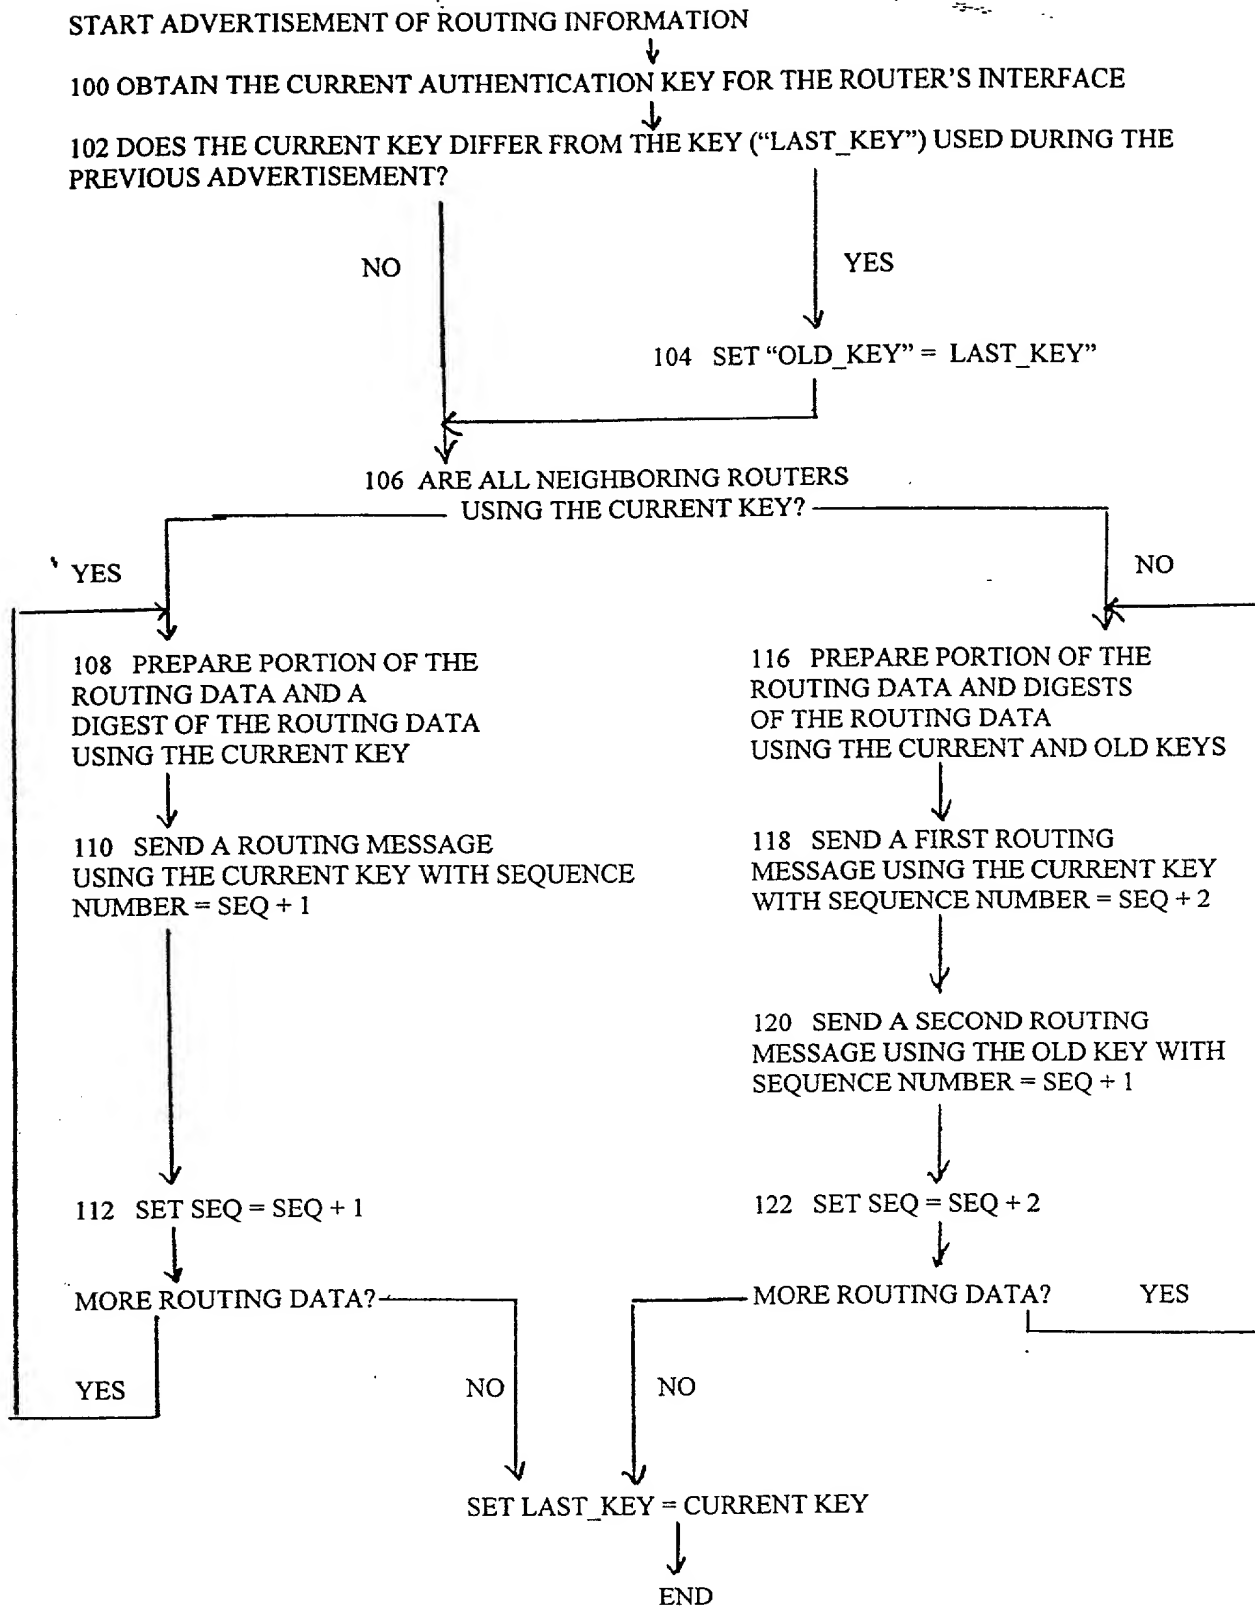 START ADVERTISEMENT OF ROUTING INFORMATION
100 OBTAIN THE CURRENT AUTHENTICATION KEY FOR THE ROUTER'S INTERFACE
102 DOES THE CURRENT KEY DIFFER FROM THE KEY ("LAST_KEY") USED DURING THE
PREVIOUS ADVERTISEMENT?
NO
YES
104 SET "OLD_KEY" = LAST_KEY"
106 ARE ALL NEIGHBORING ROUTERS
USING THE CURRENT KEY?
YES
NO
108 PREPARE PORTION OF THE
ROUTING DATA AND A
DIGEST OF THE ROUTING DATA
USING THE CURRENT KEY
116 PREPARE PORTION OF THE
ROUTING DATA AND DIGESTS
OF THE ROUTING DATA
USING THE CURRENT AND OLD KEYS
110 SEND A ROUTING MESSAGE
USING THE CURRENT KEY WITH SEQUENCE
NUMBER = SEQ + 1
118 SEND A FIRST ROUTING
MESSAGE USING THE CURRENT KEY
WITH SEQUENCE NUMBER = SEQ + 2
120 SEND A SECOND ROUTING
MESSAGE USING THE OLD KEY WITH
SEQUENCE NUMBER = SEQ + 1
112 SET SEQ = SEQ + 1
122 SET SEQ = SEQ + 2
MORE ROUTING DATA?
MORE ROUTING DATA?
YES
YES
NO
NO
SET LAST_KEY = CURRENT KEY
END